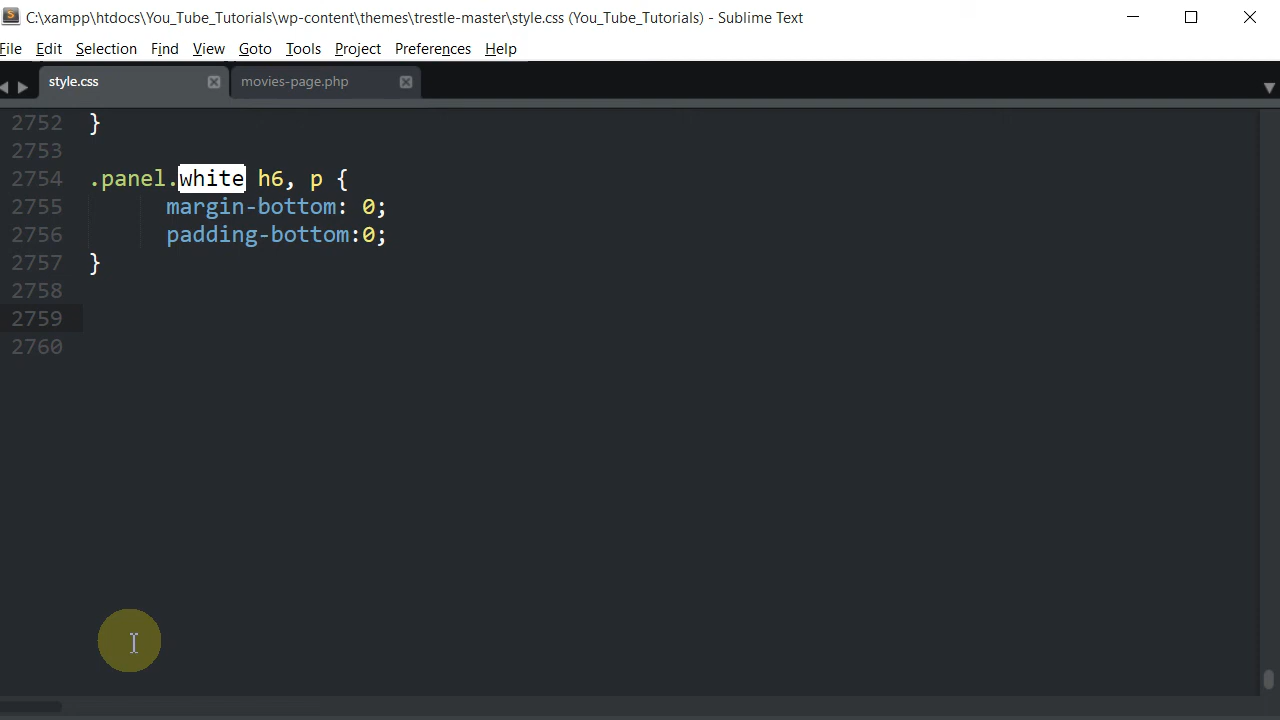 C:\xampp\htdocs\You_Tube_Tutorials\wp-content\themes\trestle-master\style.css (You_Tube_Tutorials) - Sublime Text
File Edit Selection Find View Goto Tools Project Preferences Help
style.css movies-page.php
2752 }
2753
2754 .panel.white h6, p {
2755 margin-bottom: 0;
2756 padding-bottom:0;
2757 }
2758
2759
2760